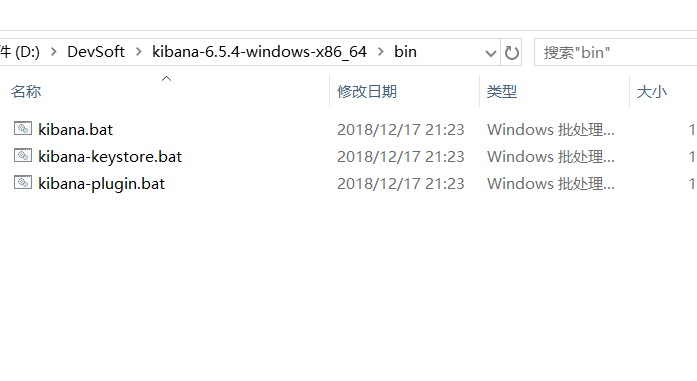 件 (D:) > DevSoft > kibana-6.5.4-windows-x86_64 > bin 搜索"bin"
名称 修改日期 类型 大小
kibana.bat 2018/12/17 21:23 Windows 批处理... 1
kibana-keystore.bat 2018/12/17 21:23 Windows 批处理... 1
kibana-plugin.bat 2018/12/17 21:23 Windows 批处理... 1